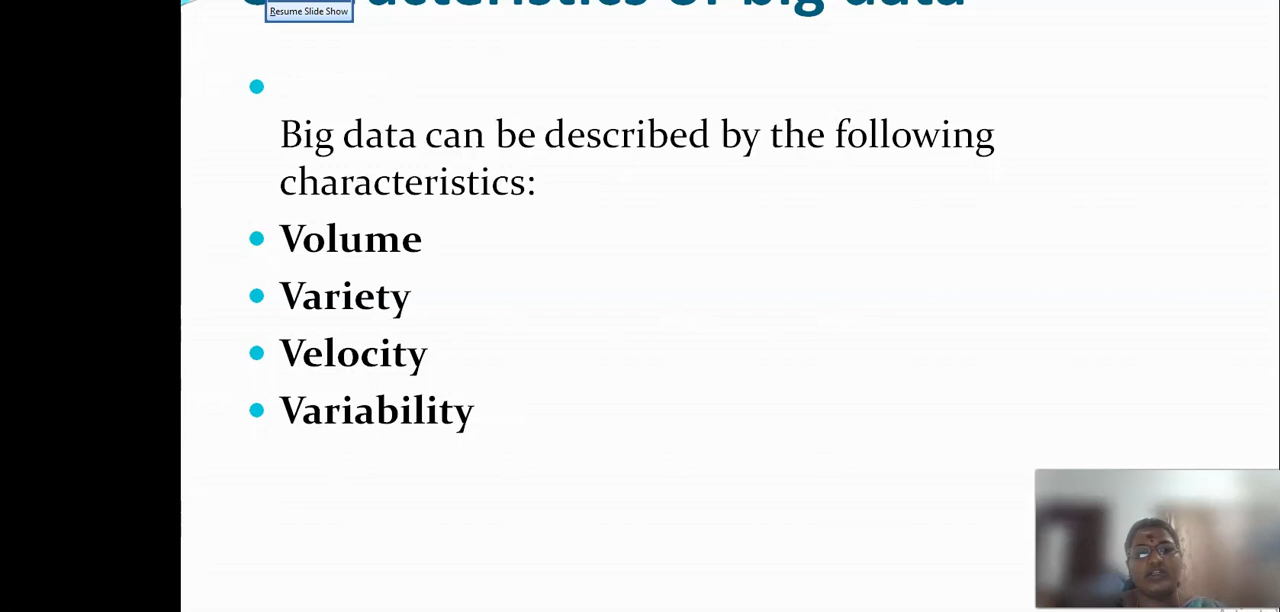 Resume Slide Show
characteristics of big data
Big data can be described by the following
characteristics:
Volume
Variety
Velocity
Variability